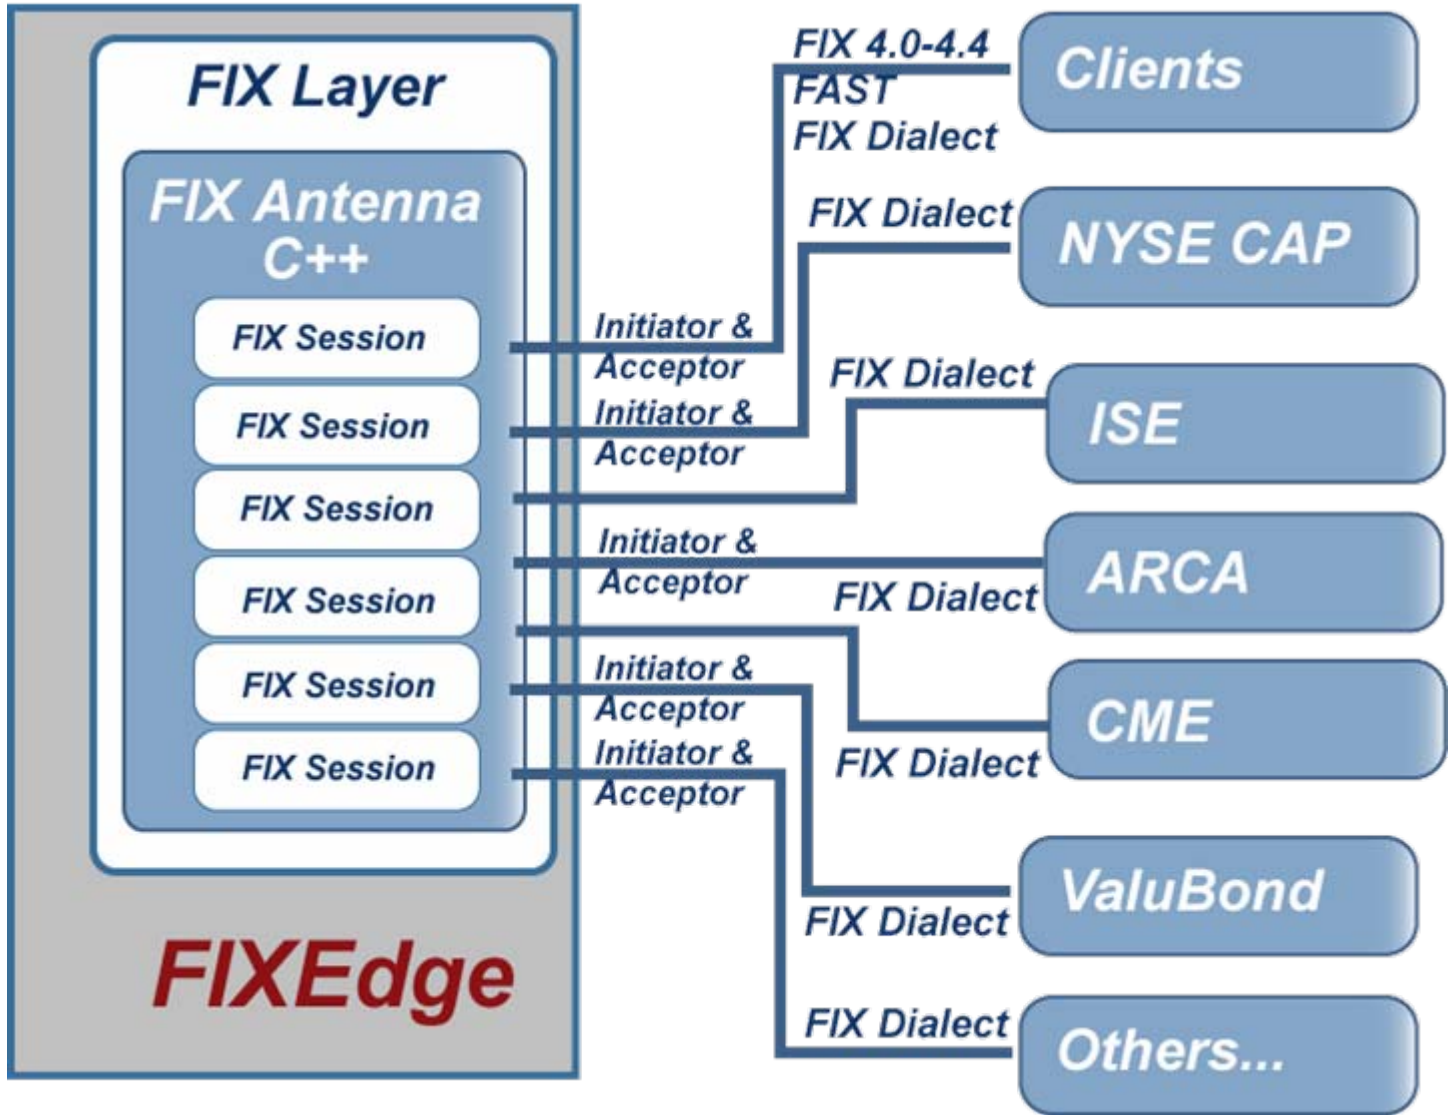 FIX Layer
FIX Antenna
C++
FIX Session
FIX Session
FIX Session
FIX Session
FIX Session
FIX Session
FIXEdge
Initiator &
Acceptor
Initiator &
Acceptor
Initiator &
Acceptor
Initiator &
Acceptor
Initiator &
Acceptor
FIX 4.0-4.4
FAST
FIX Dialect
Clients
FIX Dialect
NYSE CAP
FIX Dialect
ISE
FIX Dialect
ARCA
FIX Dialect
CME
FIX Dialect
ValuBond
FIX Dialect
Others...